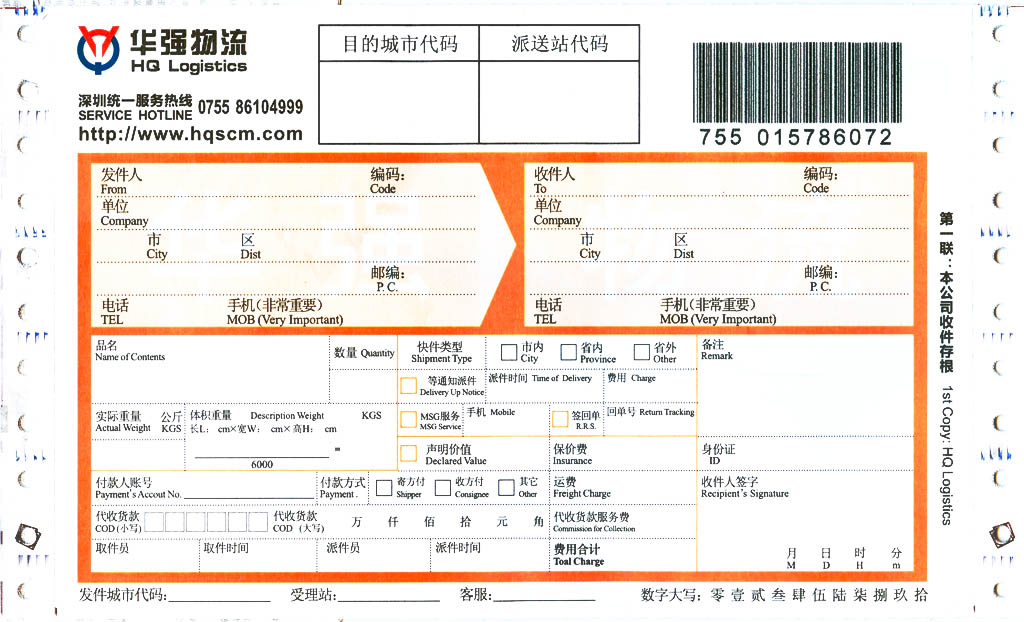 华强物流
HQ Logistics
深圳统一服务热线
SERVICE HOTLINE
0755 86104999
http://www.hqscm.com
目的城市代码 派送站代码
755 015786072
发件人 编码:
From Code
单位
Company
市 区
City Dist
邮编:
P.C.
电话 手机(非常重要)
TEL MOB (Very Important)
收件人 编码:
To Code
单位
Company
市 区
City Dist
邮编:
P.C.
电话 手机(非常重要)
TEL MOB (Very Important)
品名
Name of Contents
数量 Quantity
快件类型
Shipment Type
市内
City
省内
Province
省外
Other
备注
Remark
等通知派件
Delivery Up Notice
派件时间 Time of Delivery
费用 Charge
实际重量 公斤
Actual Weight KGS
体积重量 Description Weight KGS
长L: cm×宽W: cm×高H: cm
=
6000
MSG服务
MSG Service
手机 Mobile
签回单
R.R.S.
回单号 Return Tracking
声明价值
Declared Value
保价费
Insurance
身份证
ID
付款人账号
Payment's Accout No.
付款方式
Payment.
寄方付
Shipper
收方付
Consignee
其它
Other
运费
Freight Charge
收件人签字
Recipient's Signature
代收货款
COD (小写)
代收货款
COD (大写)
万 仟 佰 拾 元 角
代收货款服务费
Commission for Collection
取件员 取件时间 派件员 派件时间
费用合计
Toal Charge
月 日 时 分
M D H m
发件城市代码: 受理站: 客服: 数字大写: 零 壹 贰 叁 肆 伍 陆 柒 捌 玖 拾
第一联:本公司收件存根 1st Copy: HQ Logistics